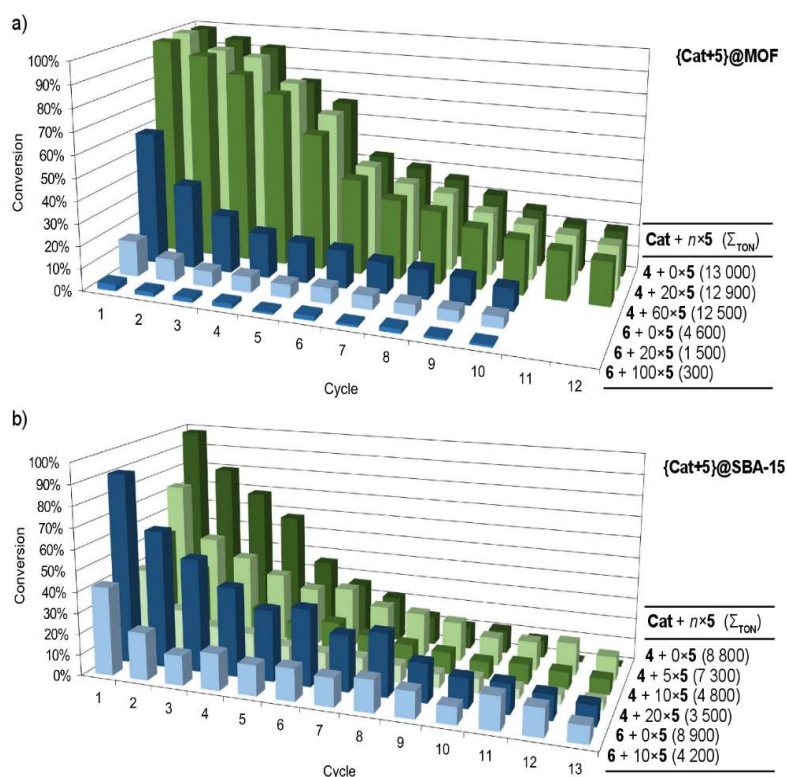 a)
{Cat+5}@MOF
100%
90%
80%
70%
60%
50%
40%
30%
20%
10%
0%
Conversion
1
2
3
4
5
6
7
8
9
10
11
12
Cycle
Cat + n×5 (ΣTON)
4 + 0×5 (13 000)
4 + 20×5 (12 900)
4 + 60×5 (12 500)
6 + 0×5 (4 600)
6 + 20×5 (1 500)
6 + 100×5 (300)
b)
{Cat+5}@SBA-15
100%
90%
80%
70%
60%
50%
40%
30%
20%
10%
0%
Conversion
1
2
3
4
5
6
7
8
9
10
11
12
13
Cycle
Cat + n×5 (ΣTON)
4 + 0×5 (8 800)
4 + 5×5 (7 300)
4 + 10×5 (4 800)
4 + 20×5 (3 500)
6 + 0×5 (8 900)
6 + 10×5 (4 200)